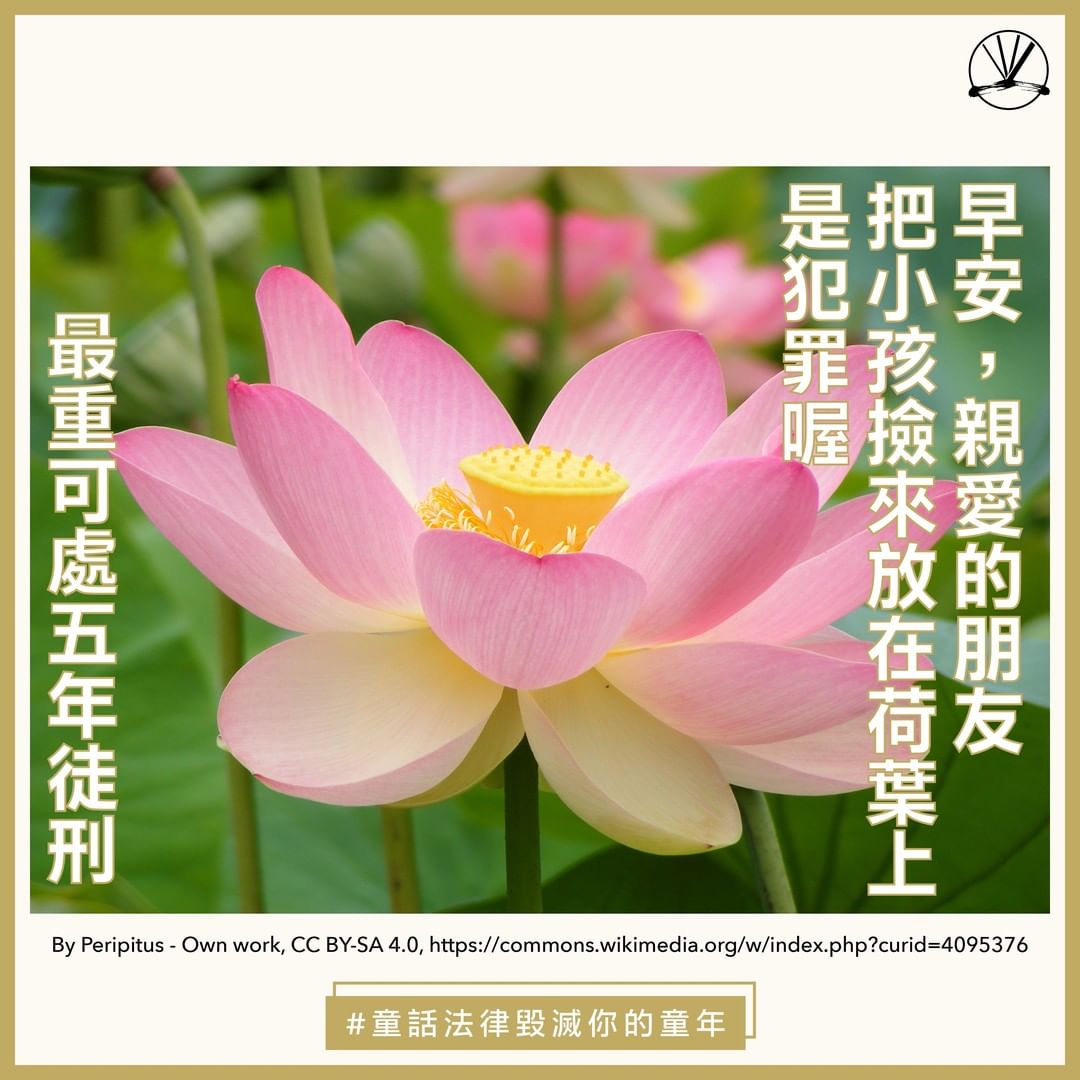 早安，親愛的朋友
把小孩撿來放在荷葉上
是犯罪喔
最重可處五年徒刑
By Peripitus - Own work, CC BY-SA 4.0, https://commons.wikimedia.org/w/index.php?curid=4095376
#童話法律毀滅你的童年